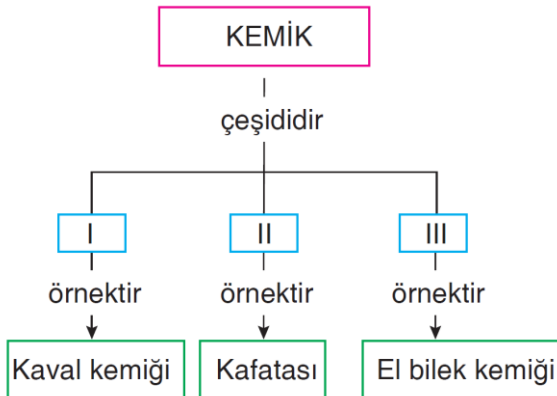 KEMİK
çeşididir
I II III
örnektir örnektir örnektir
Kaval kemiği Kafatası El bilek kemiği